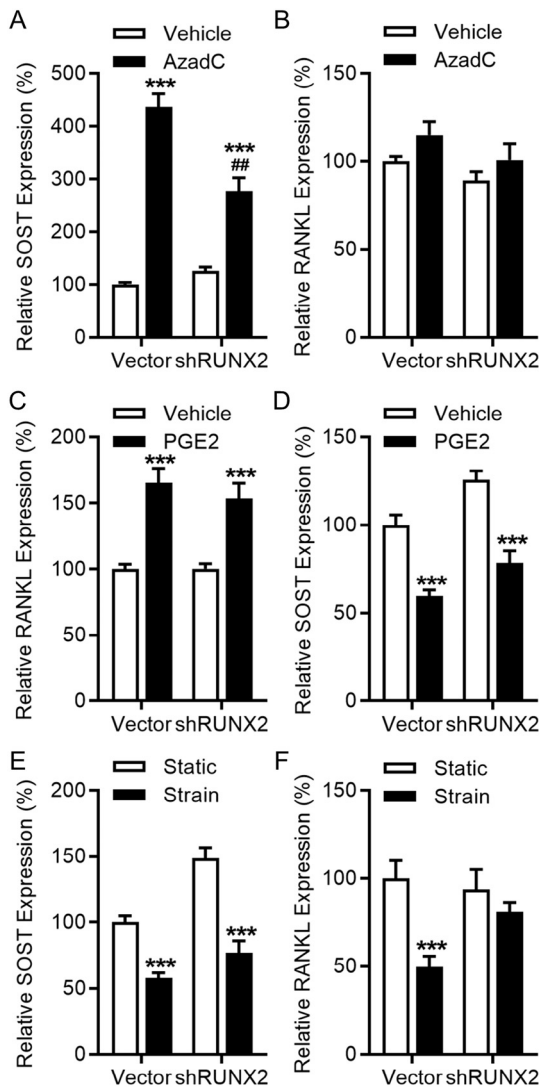 A
Vehicle
AzadC
Relative SOST Expression (%)
500
400
300
200
100
0
***
***
##
Vector shRUNX2
B
Vehicle
AzadC
Relative RANKL Expression (%)
150
100
50
0
Vector shRUNX2
C
Vehicle
PGE2
Relative RANKL Expression (%)
200
150
100
50
0
***
***
Vector shRUNX2
D
Vehicle
PGE2
Relative SOST Expression (%)
150
100
50
0
***
***
Vector shRUNX2
E
Static
Strain
Relative SOST Expression (%)
200
150
100
50
0
***
***
Vector shRUNX2
F
Static
Strain
Relative RANKL Expression (%)
150
100
50
0
***
Vector shRUNX2